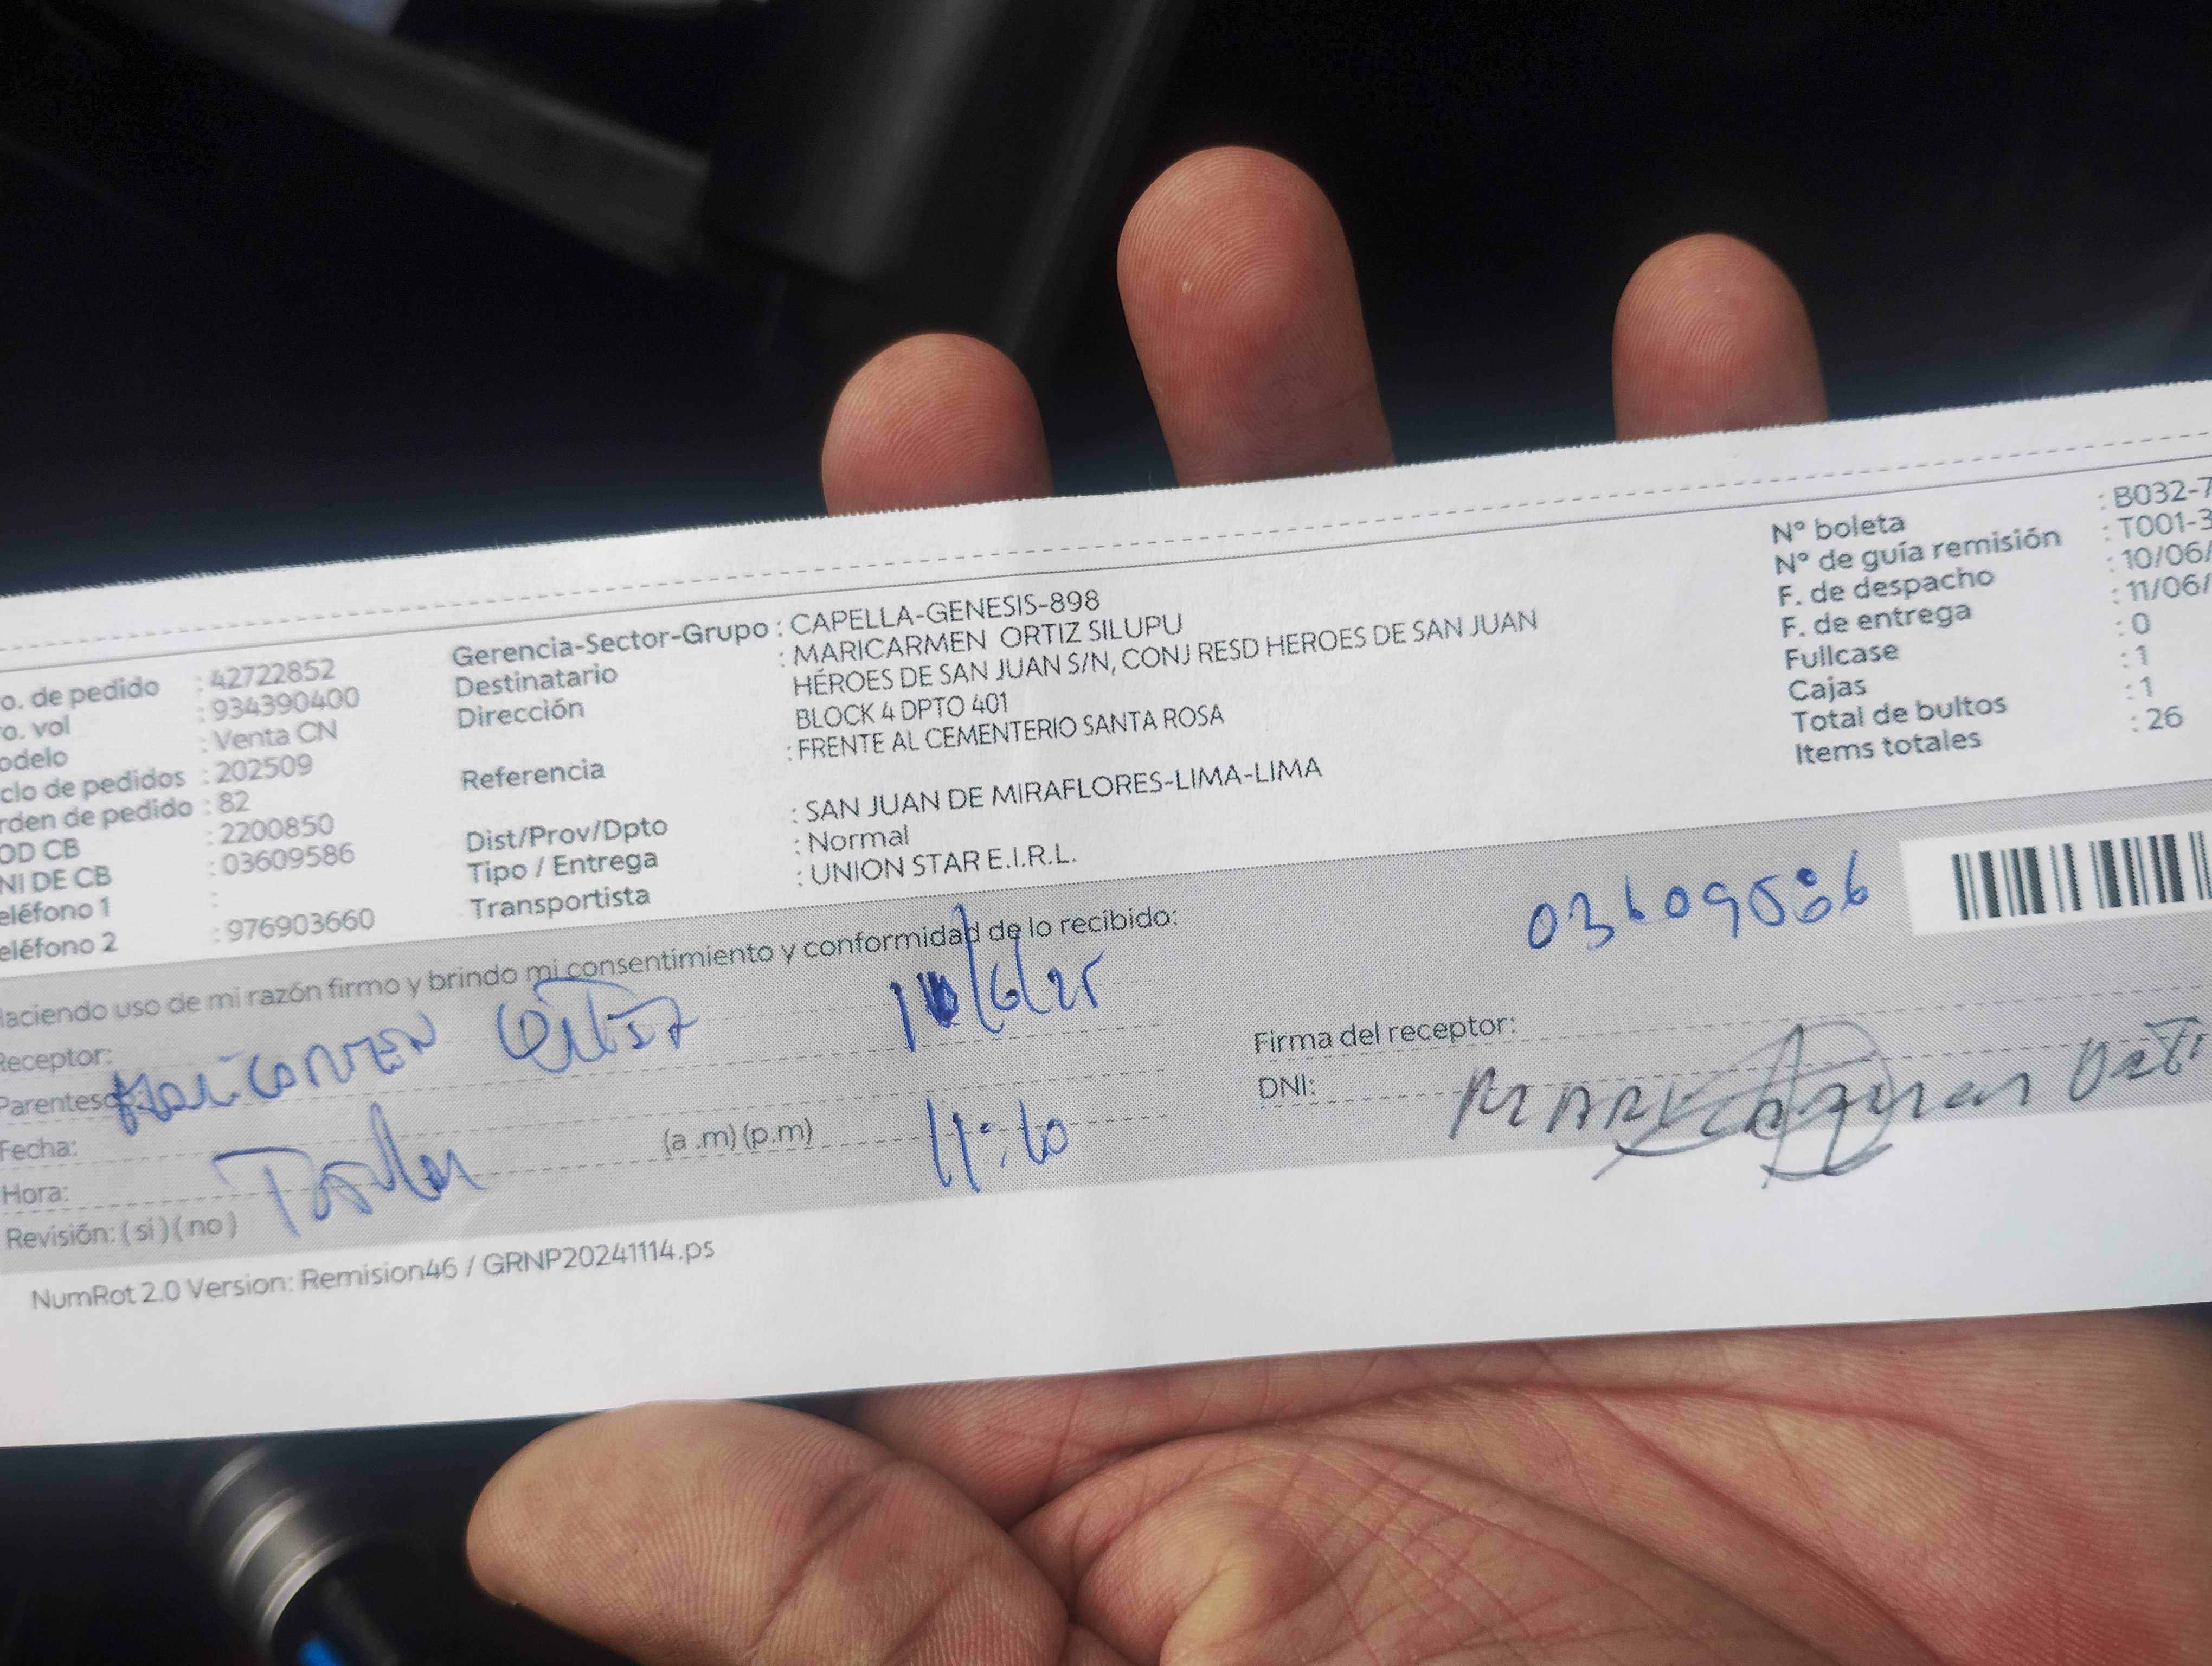 o. de pedido : 42722852
o. vol : 934390400
odelo : Venta CN
clo de pedidos : 202509
rden de pedido : 82
OD CB : 2200850
NI DE CB : 03609586
eléfono 1 :
eléfono 2 : 976903660
Gerencia-Sector-Grupo : CAPELLA-GENESIS-898
Destinatario : MARICARMEN ORTIZ SILUPU
Dirección HÉROES DE SAN JUAN S/N, CONJ RESD HEROES DE SAN JUAN
BLOCK 4 DPTO 401
Referencia : FRENTE AL CEMENTERIO SANTA ROSA
Dist/Prov/Dpto : SAN JUAN DE MIRAFLORES-LIMA-LIMA
Tipo / Entrega : Normal
Transportista : UNION STAR E.I.R.L.
N° boleta : B032-7
N° de guía remisión : T001-3
F. de despacho : 10/06/
F. de entrega : 11/06/
Fullcase : 0
Cajas : 1
Total de bultos : 1
Items totales : 26
Haciendo uso de mi razón firmo y brindo mi consentimiento y conformidad de lo recibido:
Receptor: Maricarmen Ortiz
Parentesco:
Fecha: /6/25
Hora: (a .m) (p.m) 11:10
Revisión: ( si ) ( no )
03609586
Firma del receptor:
DNI:
NumRot 2.0 Version: Remision46 / GRNP20241114.ps